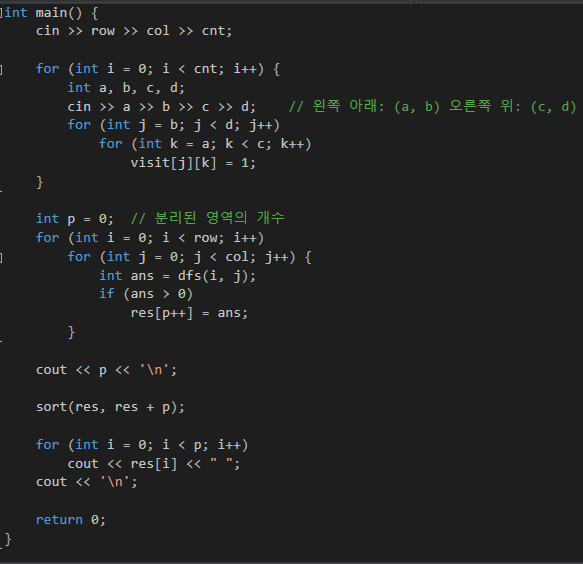 int main() {
    cin >> row >> col >> cnt;

    for (int i = 0; i < cnt; i++) {
        int a, b, c, d;
        cin >> a >> b >> c >> d;    // 왼쪽 아래: (a, b) 오른쪽 위: (c, d)
        for (int j = b; j < d; j++)
            for (int k = a; k < c; k++)
                visit[j][k] = 1;
    }

    int p = 0;  // 분리된 영역의 개수
    for (int i = 0; i < row; i++)
        for (int j = 0; j < col; j++) {
            int ans = dfs(i, j);
            if (ans > 0)
                res[p++] = ans;
        }

    cout << p << '\n';

    sort(res, res + p);

    for (int i = 0; i < p; i++)
        cout << res[i] << " ";
    cout << '\n';

    return 0;
}